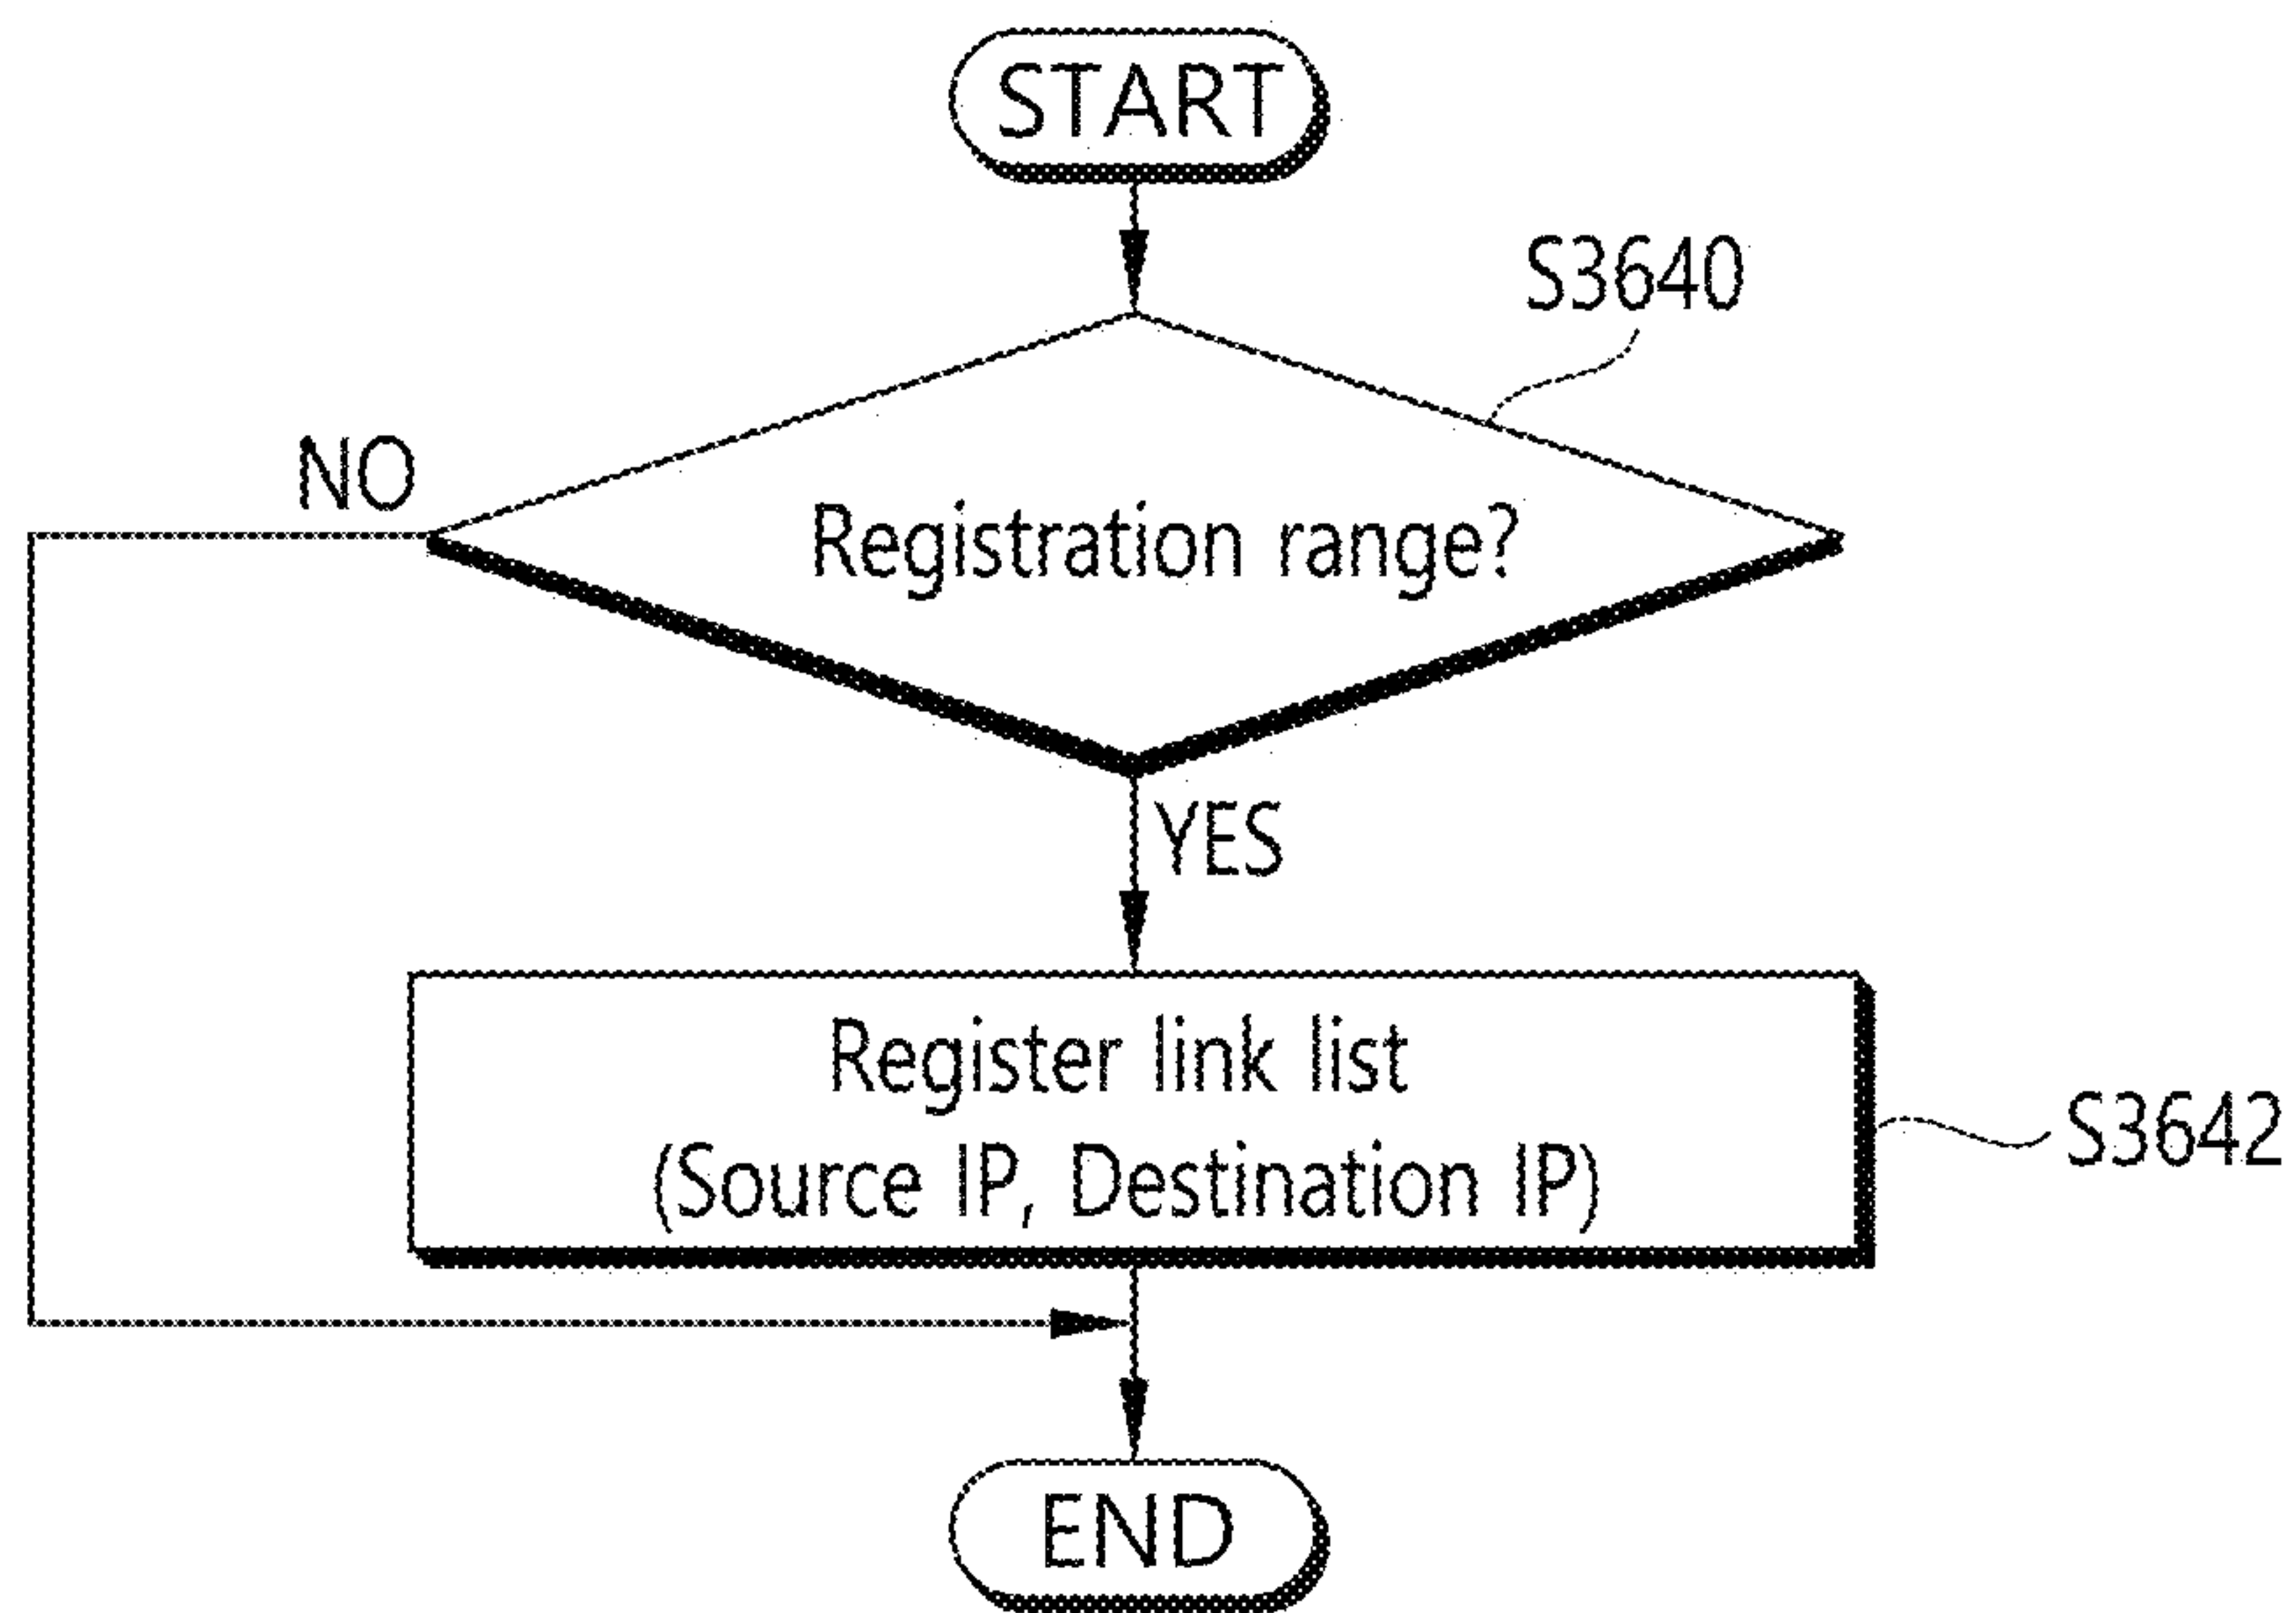 START
S3640
NO
Registration range?
YES
Register link list
(Source IP, Destination IP)
S3642
END